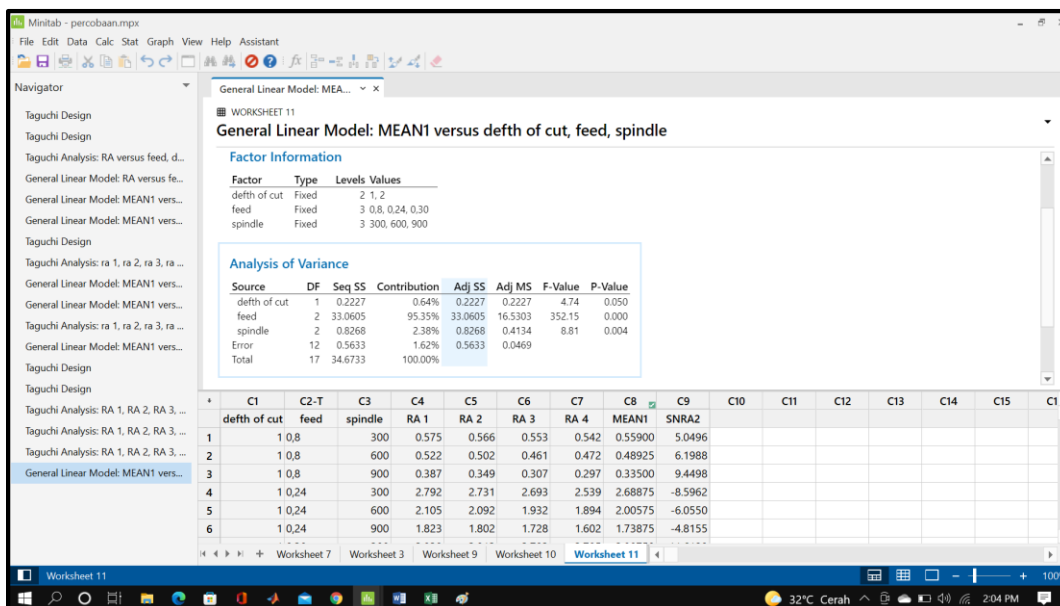 Minitab - percobaan.mpx
File Edit Data Calc Stat Graph View Help Assistant
Navigator
General Linear Model: MEA...
Taguchi Design
Taguchi Design
Taguchi Analysis: RA versus feed, d...
General Linear Model: RA versus fe...
General Linear Model: MEAN1 vers...
General Linear Model: MEAN1 vers...
Taguchi Design
Taguchi Analysis: ra 1, ra 2, ra 3, ra ...
General Linear Model: MEAN1 vers...
General Linear Model: MEAN1 vers...
Taguchi Analysis: ra 1, ra 2, ra 3, ra ...
General Linear Model: MEAN1 vers...
Taguchi Design
Taguchi Design
Taguchi Analysis: RA 1, RA 2, RA 3, ...
Taguchi Analysis: RA 1, RA 2, RA 3, ...
Taguchi Analysis: RA 1, RA 2, RA 3, ...
General Linear Model: MEAN1 vers...
WORKSHEET 11
General Linear Model: MEAN1 versus defth of cut, feed, spindle
Factor Information
Factor Type Levels Values
defth of cut Fixed 2 1, 2
feed Fixed 3 0,8, 0,24, 0,30
spindle Fixed 3 300, 600, 900
Analysis of Variance
Source DF Seq SS Contribution Adj SS Adj MS F-Value P-Value
defth of cut 1 0.2227 0.64% 0.2227 0.2227 4.74 0.050
feed 2 33.0605 95.35% 33.0605 16.5303 352.15 0.000
spindle 2 0.8268 2.38% 0.8268 0.4134 8.81 0.004
Error 12 0.5633 1.62% 0.5633 0.0469
Total 17 34.6733 100.00%
C1 C2-T C3 C4 C5 C6 C7 C8 C9 C10 C11 C12 C13 C14 C15 C1
defth of cut feed spindle RA 1 RA 2 RA 3 RA 4 MEAN1 SNRA2
1 1 0,8 300 0.575 0.566 0.553 0.542 0.55900 5.0496
2 1 0,8 600 0.522 0.502 0.461 0.472 0.48925 6.1988
3 1 0,8 900 0.387 0.349 0.307 0.297 0.33500 9.4498
4 1 0,24 300 2.792 2.731 2.693 2.539 2.68875 -8.5962
5 1 0,24 600 2.105 2.092 1.932 1.894 2.00575 -6.0550
6 1 0,24 900 1.823 1.802 1.728 1.602 1.73875 -4.8155
Worksheet 7 Worksheet 3 Worksheet 9 Worksheet 10 Worksheet 11
Worksheet 11 100%
32°C Cerah 2:04 PM